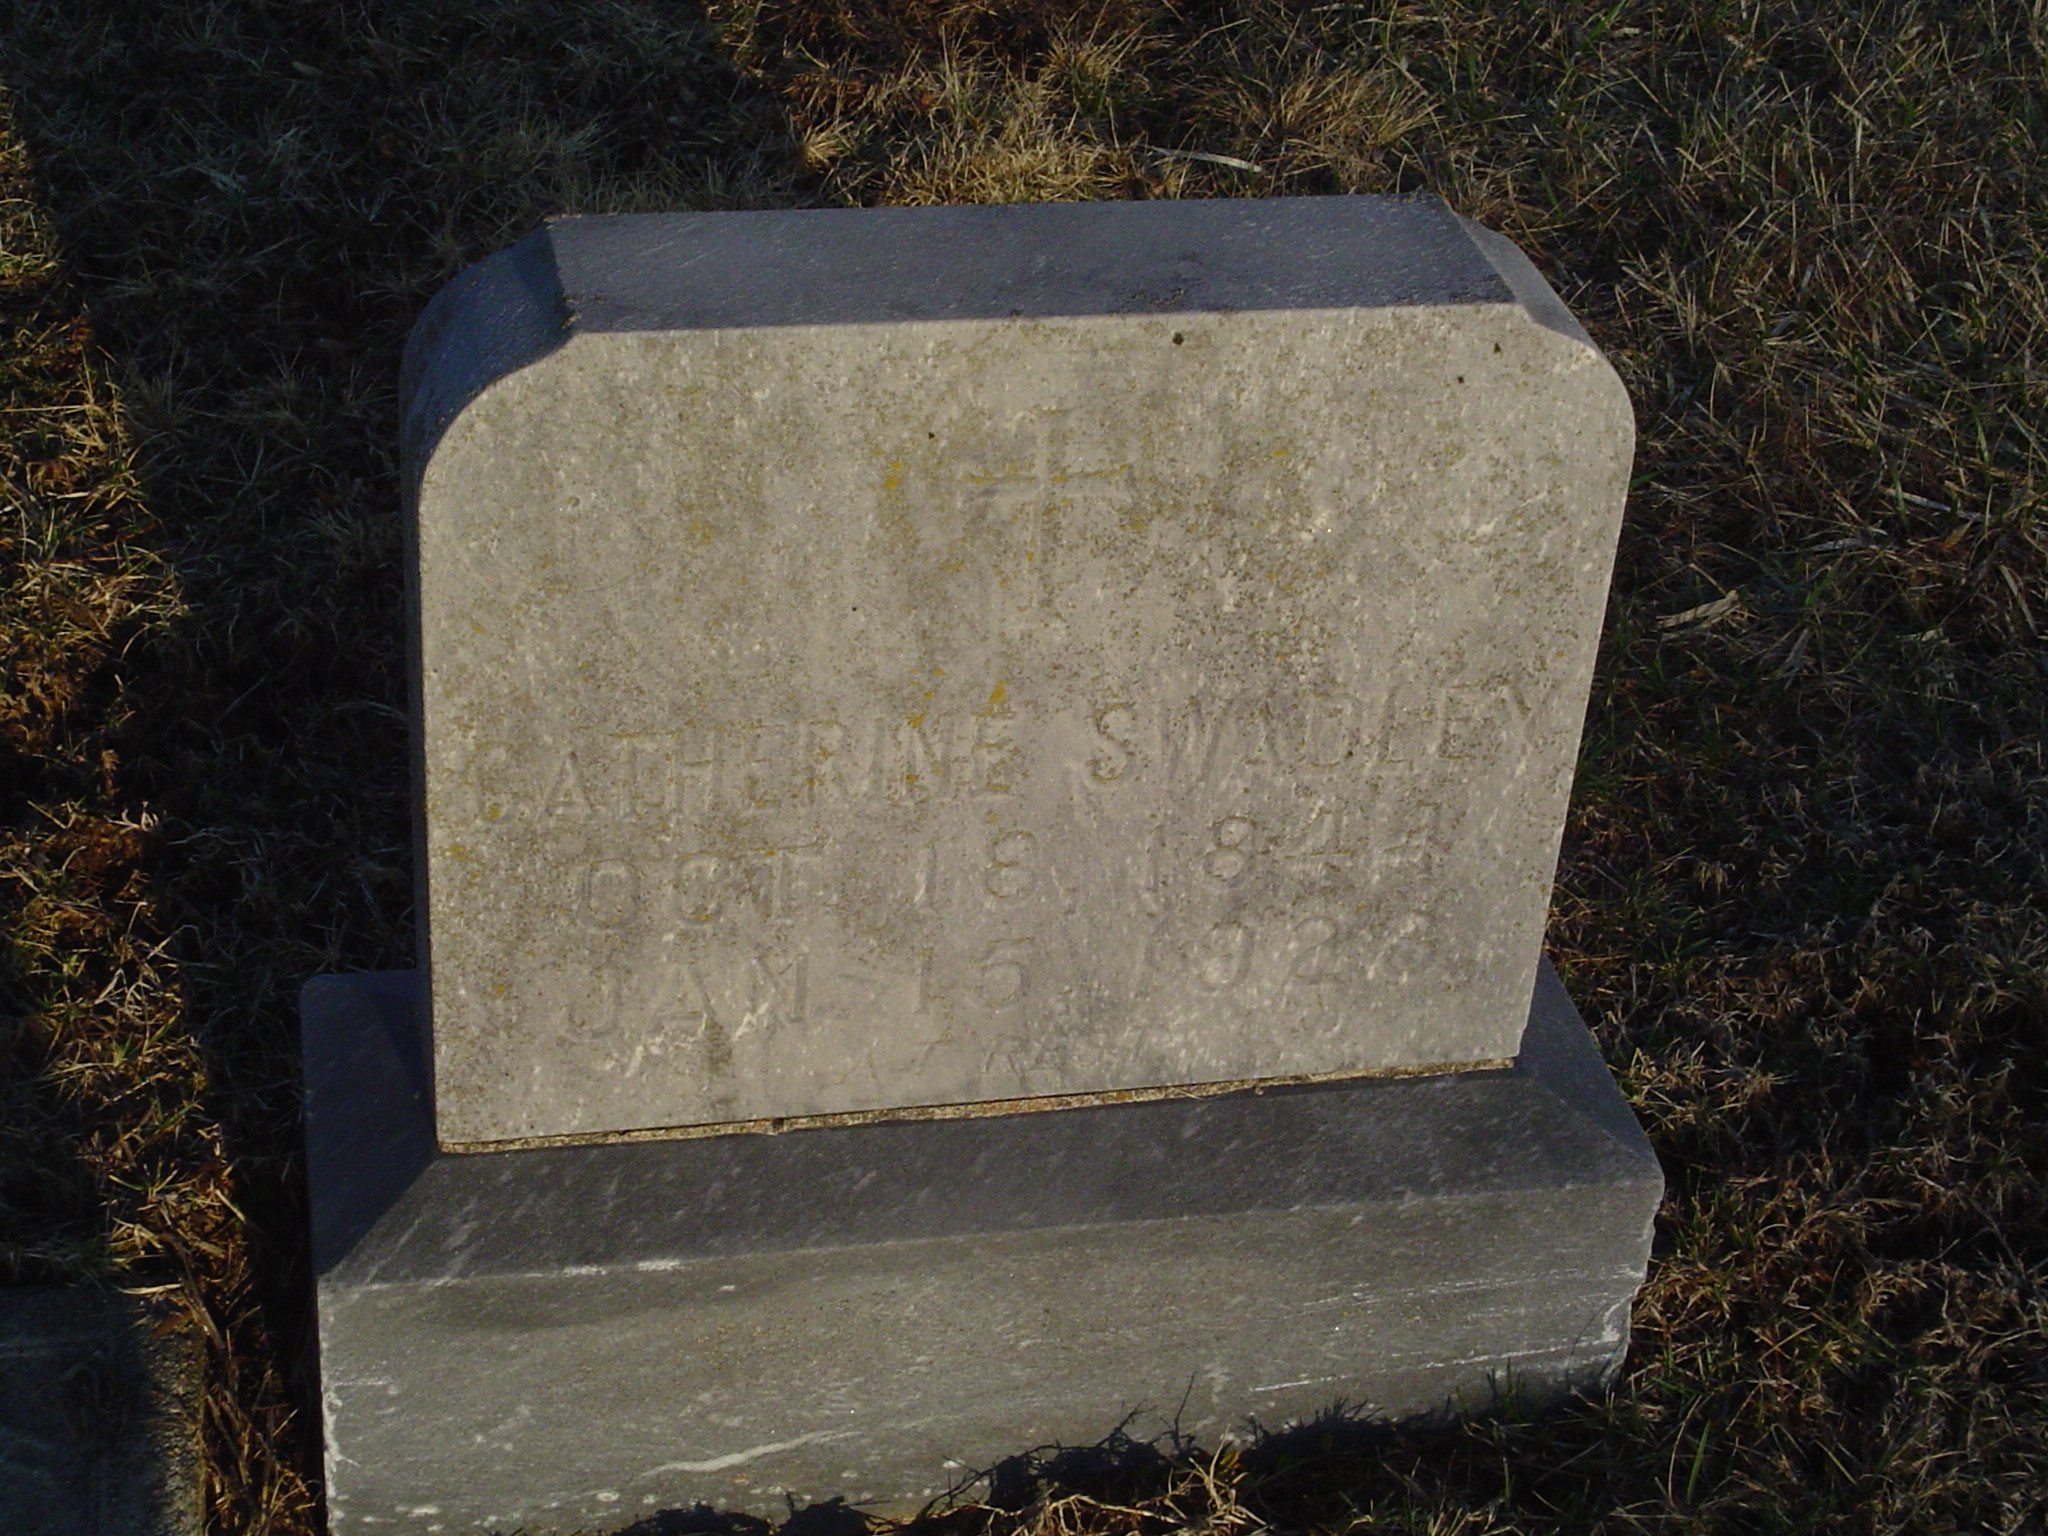 CATHERINE SWADLEY
OCT. 18, 1844
JAN. 15, 1922